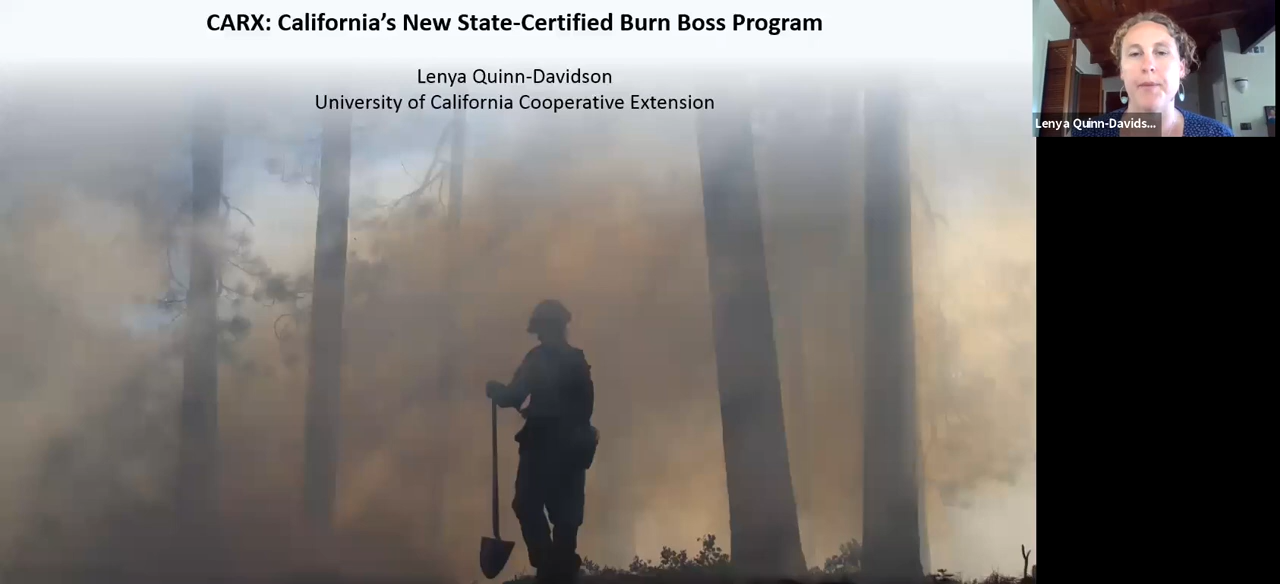 CARX: California’s New State-Certified Burn Boss Program
Lenya Quinn-Davidson
University of California Cooperative Extension
Lenya Quinn-Davids...